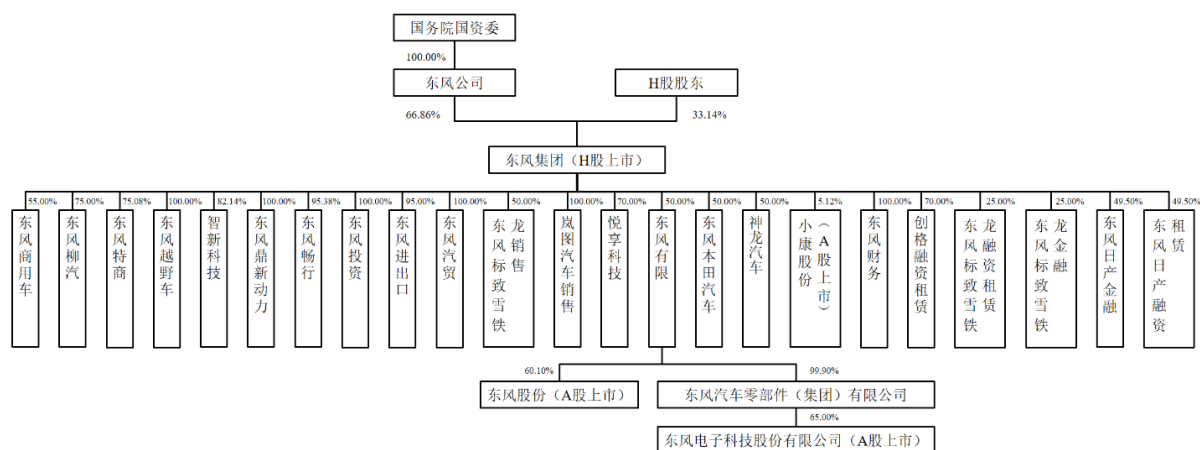 国务院国资委
100.00%
东风公司
H股股东
66.86%
33.14%
东风集团（H股上市）
55.00%
75.00%
75.08%
100.00%
82.14%
100.00%
95.38%
100.00%
95.00%
100.00%
50.00%
100.00%
70.00%
50.00%
50.00%
50.00%
5.12%
100.00%
70.00%
25.00%
25.00%
49.50%
49.50%
东风商用车
东风柳汽
东风特商
东风越野车
智新科技
东风鼎新动力
东风畅行
东风投资
东风进出口
东风汽贸
东风标致雪铁
龙销售
岚图汽车销售
悦享科技
东风有限
东风本田汽车
神龙汽车
小康股份
（A股上市）
东风财务
创格融资租赁
东风标致雪铁
龙融资租赁
东风标致雪铁
龙金融
东风日产金融
东风日产融资
租赁
60.10%
99.90%
东风股份（A股上市）
东风汽车零部件（集团）有限公司
65.00%
东风电子科技股份有限公司（A股上市）